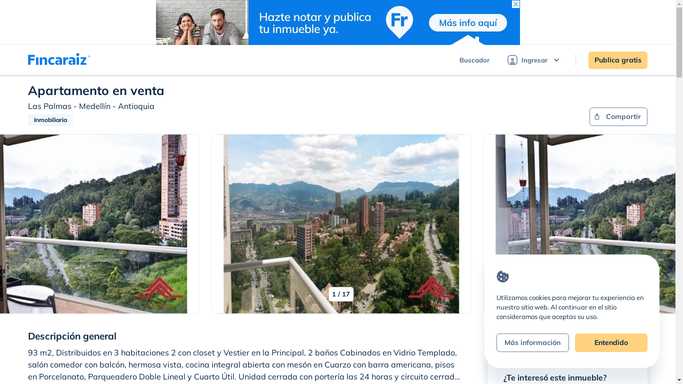 Hazte notar y publica
tu inmueble ya.
Fr
Más info aquí
Fincaraiz
Buscador
Ingresar
Publica gratis
Apartamento en venta
Las Palmas - Medellín - Antioquia
Inmobiliaria
Compartir
1 / 17
Utilizamos cookies para mejorar tu experiencia en
nuestro sitio web. Al continuar en el sitio
consideramos que aceptas su uso.
Más información
Entendido
Descripción general
93 m2, Distribuidos en 3 habitaciones 2 con closet y Vestier en la Principal, 2 baños Cabinados en Vidrio Templado,
salón comedor con balcón, hermosa vista, cocina integral abierta con mesón en Cuarzo con barra americana, pisos
en Porcelanato, Parqueadero Doble Lineal y Cuarto Útil. Unidad cerrada con portería las 24 horas y circuito cerrad...
¿Te interesó este inmueble?